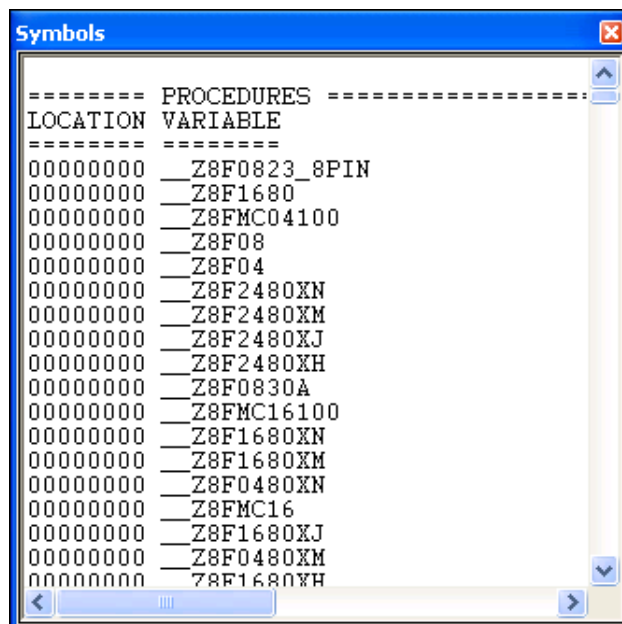 Symbols
======== PROCEDURES ==================
LOCATION VARIABLE
======== ========
00000000 __Z8F0823_8PIN
00000000 __Z8F1680
00000000 __Z8FMC04100
00000000 __Z8F08
00000000 __Z8F04
00000000 __Z8F2480XN
00000000 __Z8F2480XM
00000000 __Z8F2480XJ
00000000 __Z8F2480XH
00000000 __Z8F0830A
00000000 __Z8FMC16100
00000000 __Z8F1680XN
00000000 __Z8F1680XM
00000000 __Z8F0480XN
00000000 __Z8FMC16
00000000 __Z8F1680XJ
00000000 __Z8F0480XM
00000000 __Z8F1680XH